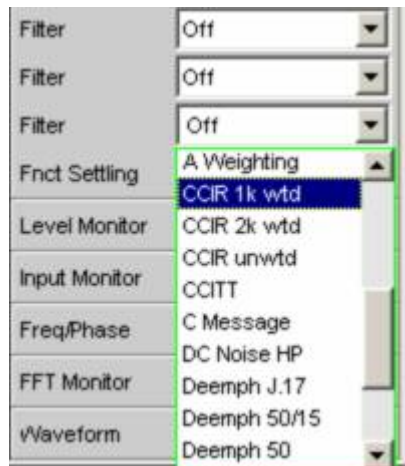 Filter Off
Filter Off
Filter Off
Fnct Settling A Weighting
CCIR 1k wtd
Level Monitor CCIR 2k wtd
CCIR unwtd
Input Monitor CCITT
Freq/Phase C Message
DC Noise HP
FFT Monitor Deemph J.17
Deemph 50/15
Waveform Deemph 50